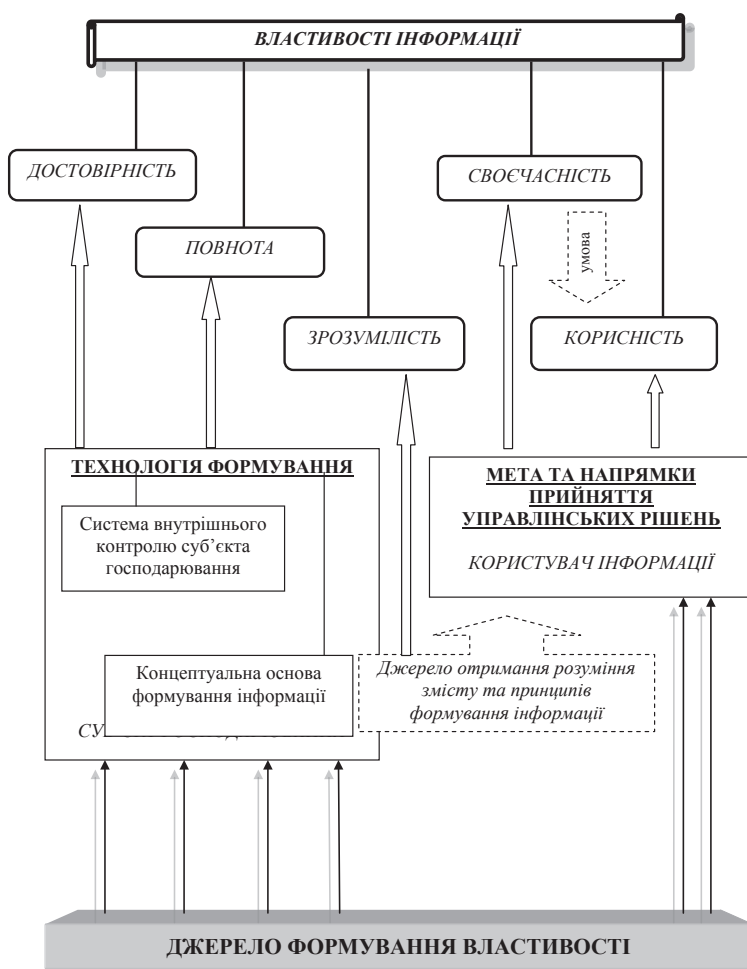 ВЛАСТИВОСТІ ІНФОРМАЦІЇ
ДОСТОВІРНІСТЬ
СВОЄЧАСНІСТЬ
ПОВНОТА
умова
ЗРОЗУМІЛІСТЬ
КОРИСНІСТЬ
ТЕХНОЛОГІЯ ФОРМУВАННЯ
Система внутрішнього
контролю суб’єкта
господарювання
Концептуальна основа
формування інформації
МЕТА ТА НАПРЯМКИ
ПРИЙНЯТТЯ
УПРАВЛІНСЬКИХ РІШЕНЬ
КОРИСТУВАЧ ІНФОРМАЦІЇ
Джерело отримання розуміння
змісту та принципів
формування інформації
ДЖЕРЕЛО ФОРМУВАННЯ ВЛАСТИВОСТІ